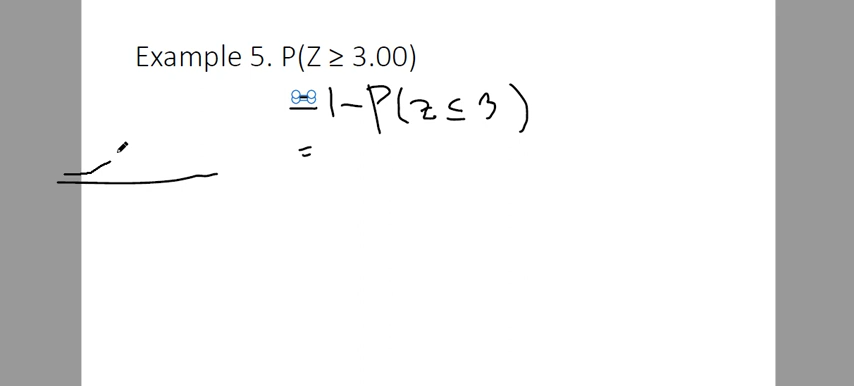 Example 5. P(Z ≥ 3.00)
= 1-P(z ≤ 3)
=